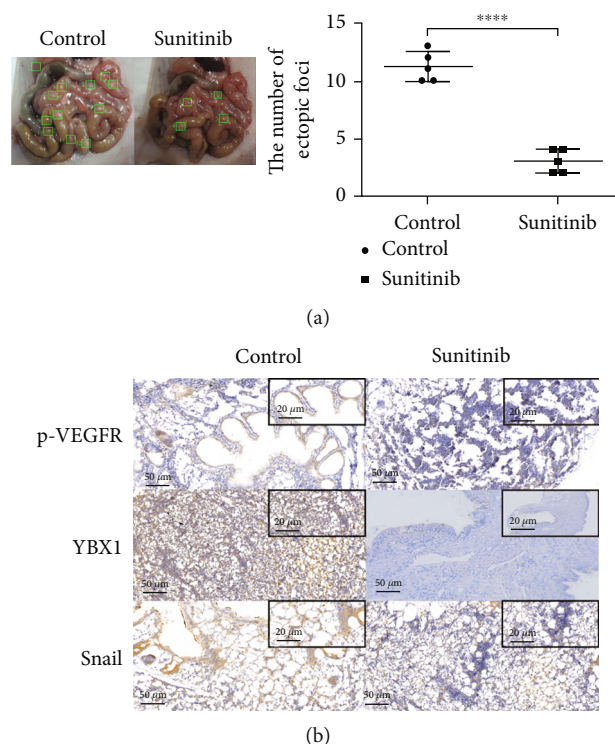 Control Sunitinib
****
The number of
ectopic foci
15
10
5
0
Control Sunitinib
Control
Sunitinib
(a)
Control Sunitinib
p-VEGFR
20 µm
50 µm
20 µm
50 µm
YBX1
20 µm
50 µm
20 µm
50 µm
Snail
20 µm
50 µm
20 µm
50 µm
(b)